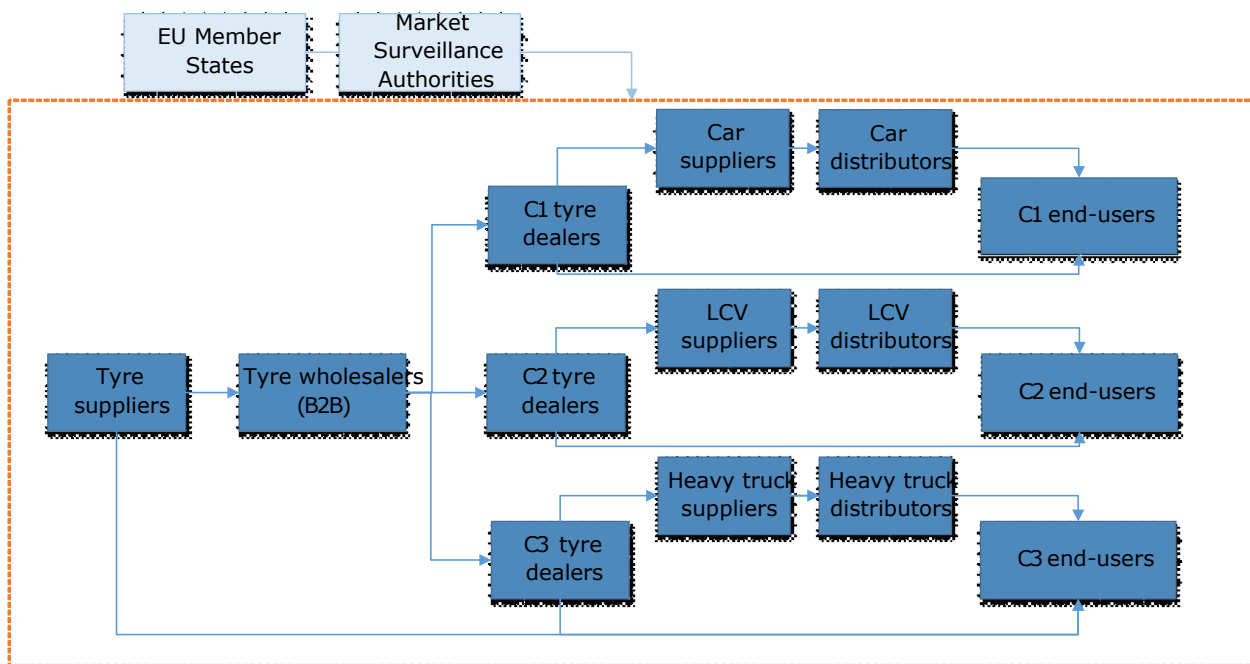 EU Member
States
Market
Surveillance
Authorities
Car
suppliers
Car
distributors
C1 tyre
dealers
C1 end-users
LCV
suppliers
LCV
distributors
Tyre
suppliers
Tyre wholesalers
(B2B)
C2 tyre
dealers
C2 end-users
Heavy truck
suppliers
Heavy truck
distributors
C3 tyre
dealers
C3 end-users